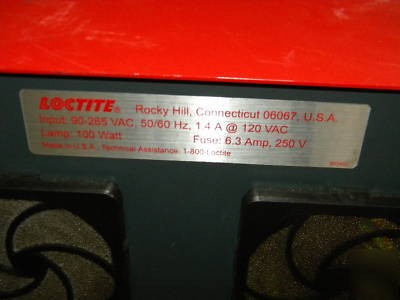 LOCTITE® Rocky Hill, Connecticut 06067, U.S.A.
Input: 90-265 VAC, 50/60 Hz, 1.4 A @ 120 VAC
Lamp: 100 Watt Fuse: 6.3 Amp, 250 V
Made in U.S.A., Technical Assistance: 1-800-Loctite